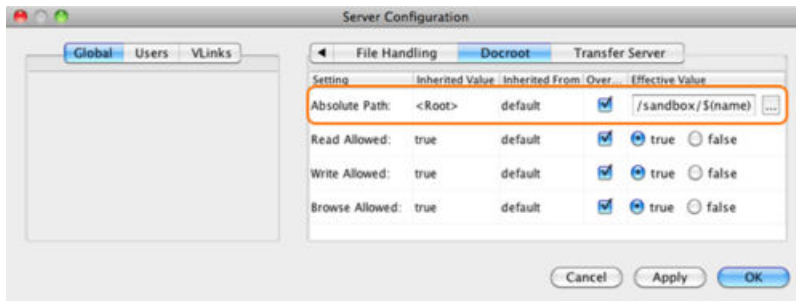 Server Configuration
Global Users VLinks
◀ File Handling Docroot Transfer Server
Setting Inherited Value Inherited From Over... Effective Value
Absolute Path: <Root> default /sandbox/$(name) ...
Read Allowed: true default true false
Write Allowed: true default true false
Browse Allowed: true default true false
Cancel Apply OK